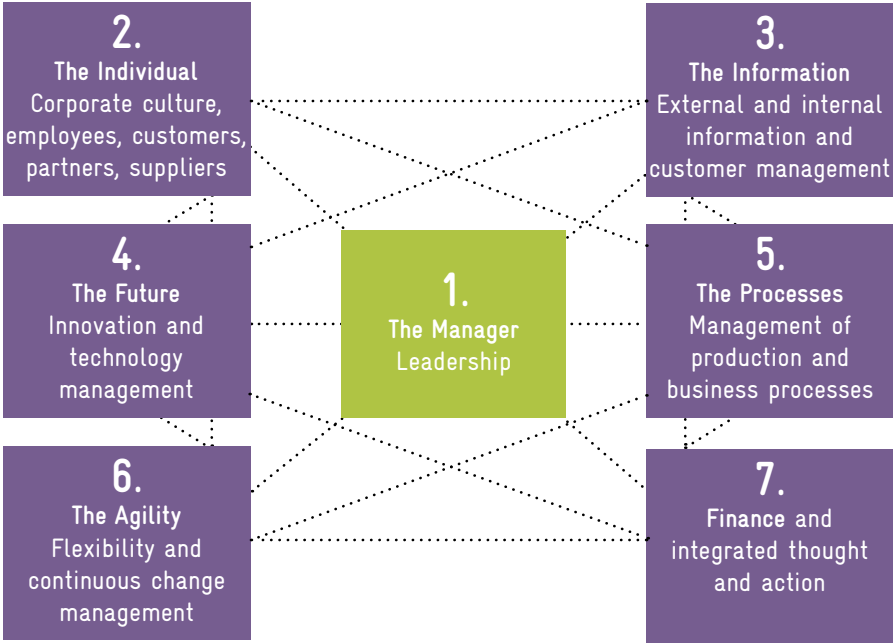 2.
The Individual
Corporate culture,
employees, customers,
partners, suppliers
3.
The Information
External and internal
information and
customer management
4.
The Future
Innovation and
technology
management
1.
The Manager
Leadership
5.
The Processes
Management of
production and
business processes
6.
The Agility
Flexibility and
continuous change
management
7.
Finance and
integrated thought
and action